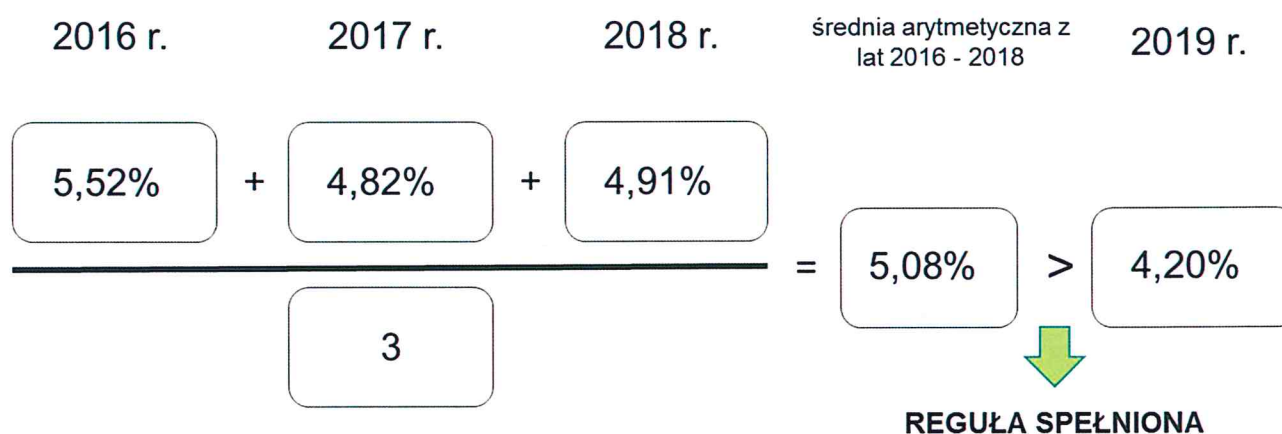 2016 r.
2017 r.
2018 r.
średnia arytmetyczna z
lat 2016 - 2018
2019 r.
5,52%
+
4,82%
+
4,91%
3
=
5,08%
>
4,20%
REGUŁA SPEŁNIONA